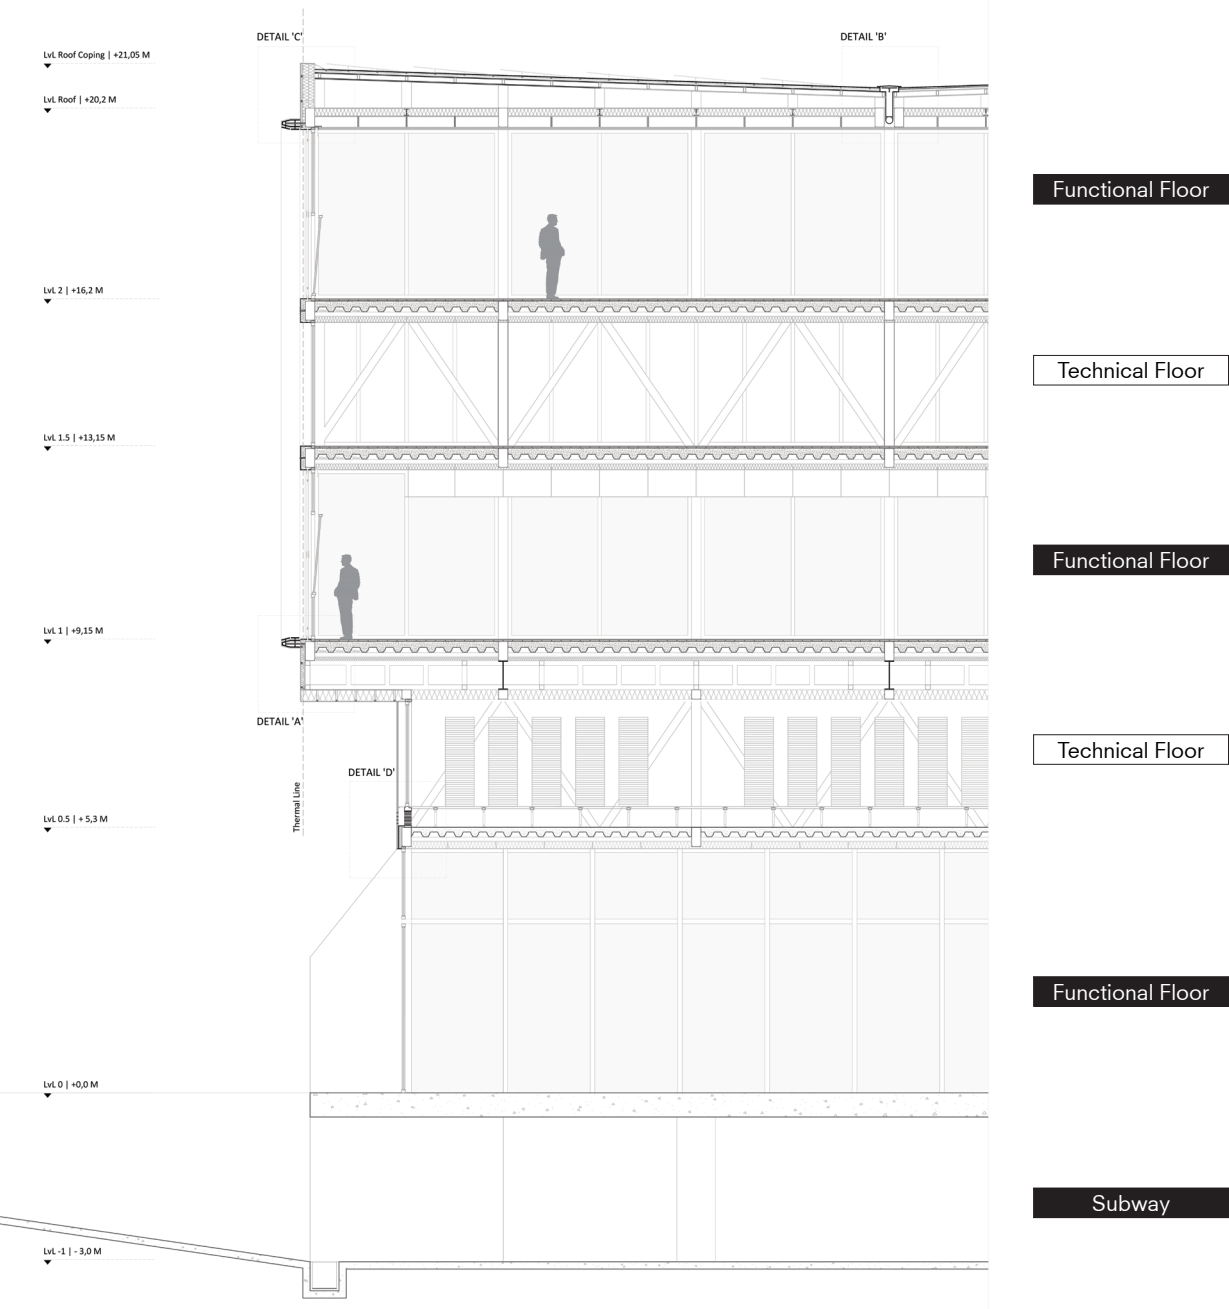 DETAIL 'C'
DETAIL 'B'
LvL Roof Coping | +21,05 M
LvL Roof | +20,2 M
Functional Floor
LvL 2 | +16,2 M
Technical Floor
LvL 1.5 | +13,15 M
Functional Floor
LvL 1 | +9,15 M
DETAIL 'A'
Technical Floor
DETAIL 'D'
Thermal Line
LvL 0.5 | + 5,3 M
Functional Floor
LvL 0 | +0,0 M
Subway
LvL -1 | - 3,0 M